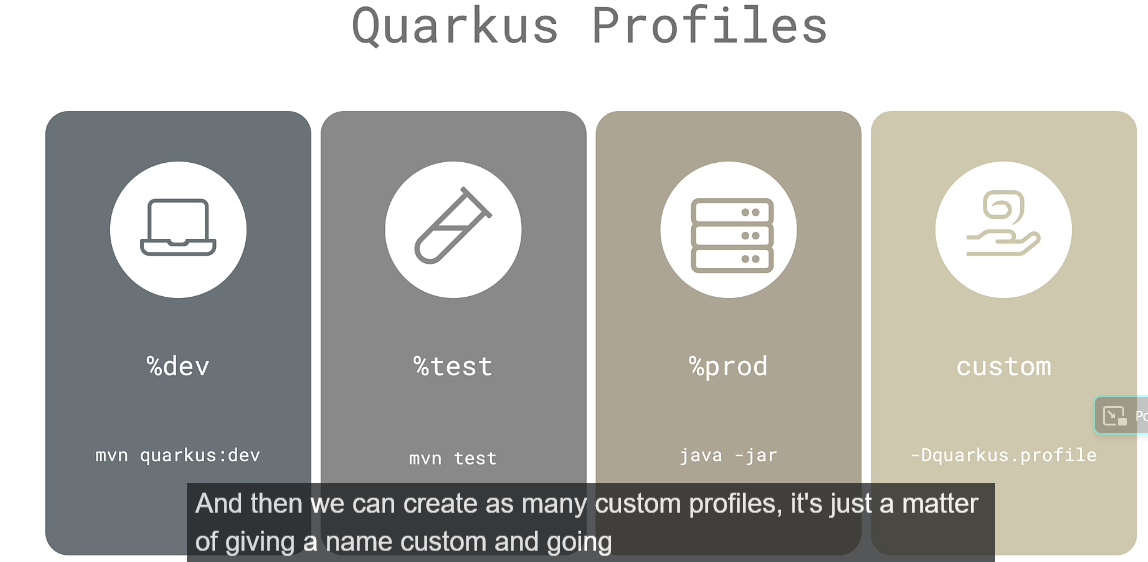 Quarkus Profiles
%dev
%test
%prod
custom
mvn quarkus:dev
mvn test
java -jar
-Dquarkus.profile
And then we can create as many custom profiles, it's just a matter
of giving a name custom and going